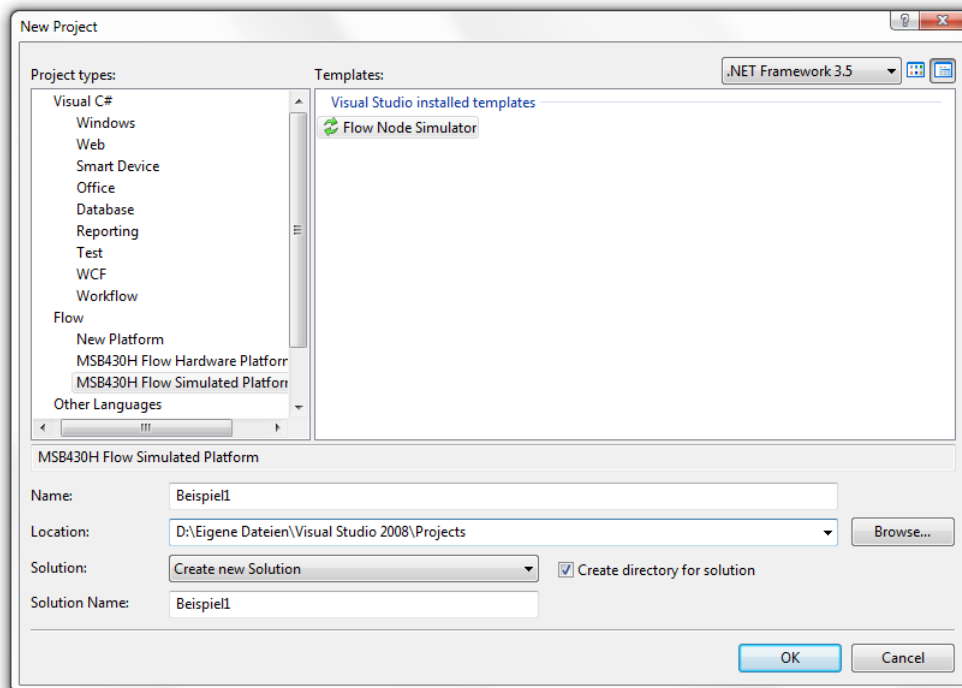 New Project
Project types:
Templates:
.NET Framework 3.5
Visual C#
Windows
Web
Smart Device
Office
Database
Reporting
Test
WCF
Workflow
Flow
New Platform
MSB430H Flow Hardware Platforr
MSB430H Flow Simulated Platforr
Other Languages
Visual Studio installed templates
Flow Node Simulator
MSB430H Flow Simulated Platform
Name:
Beispiel1
Location:
D:\Eigene Dateien\Visual Studio 2008\Projects
Browse...
Solution:
Create new Solution
Create directory for solution
Solution Name:
Beispiel1
OK
Cancel